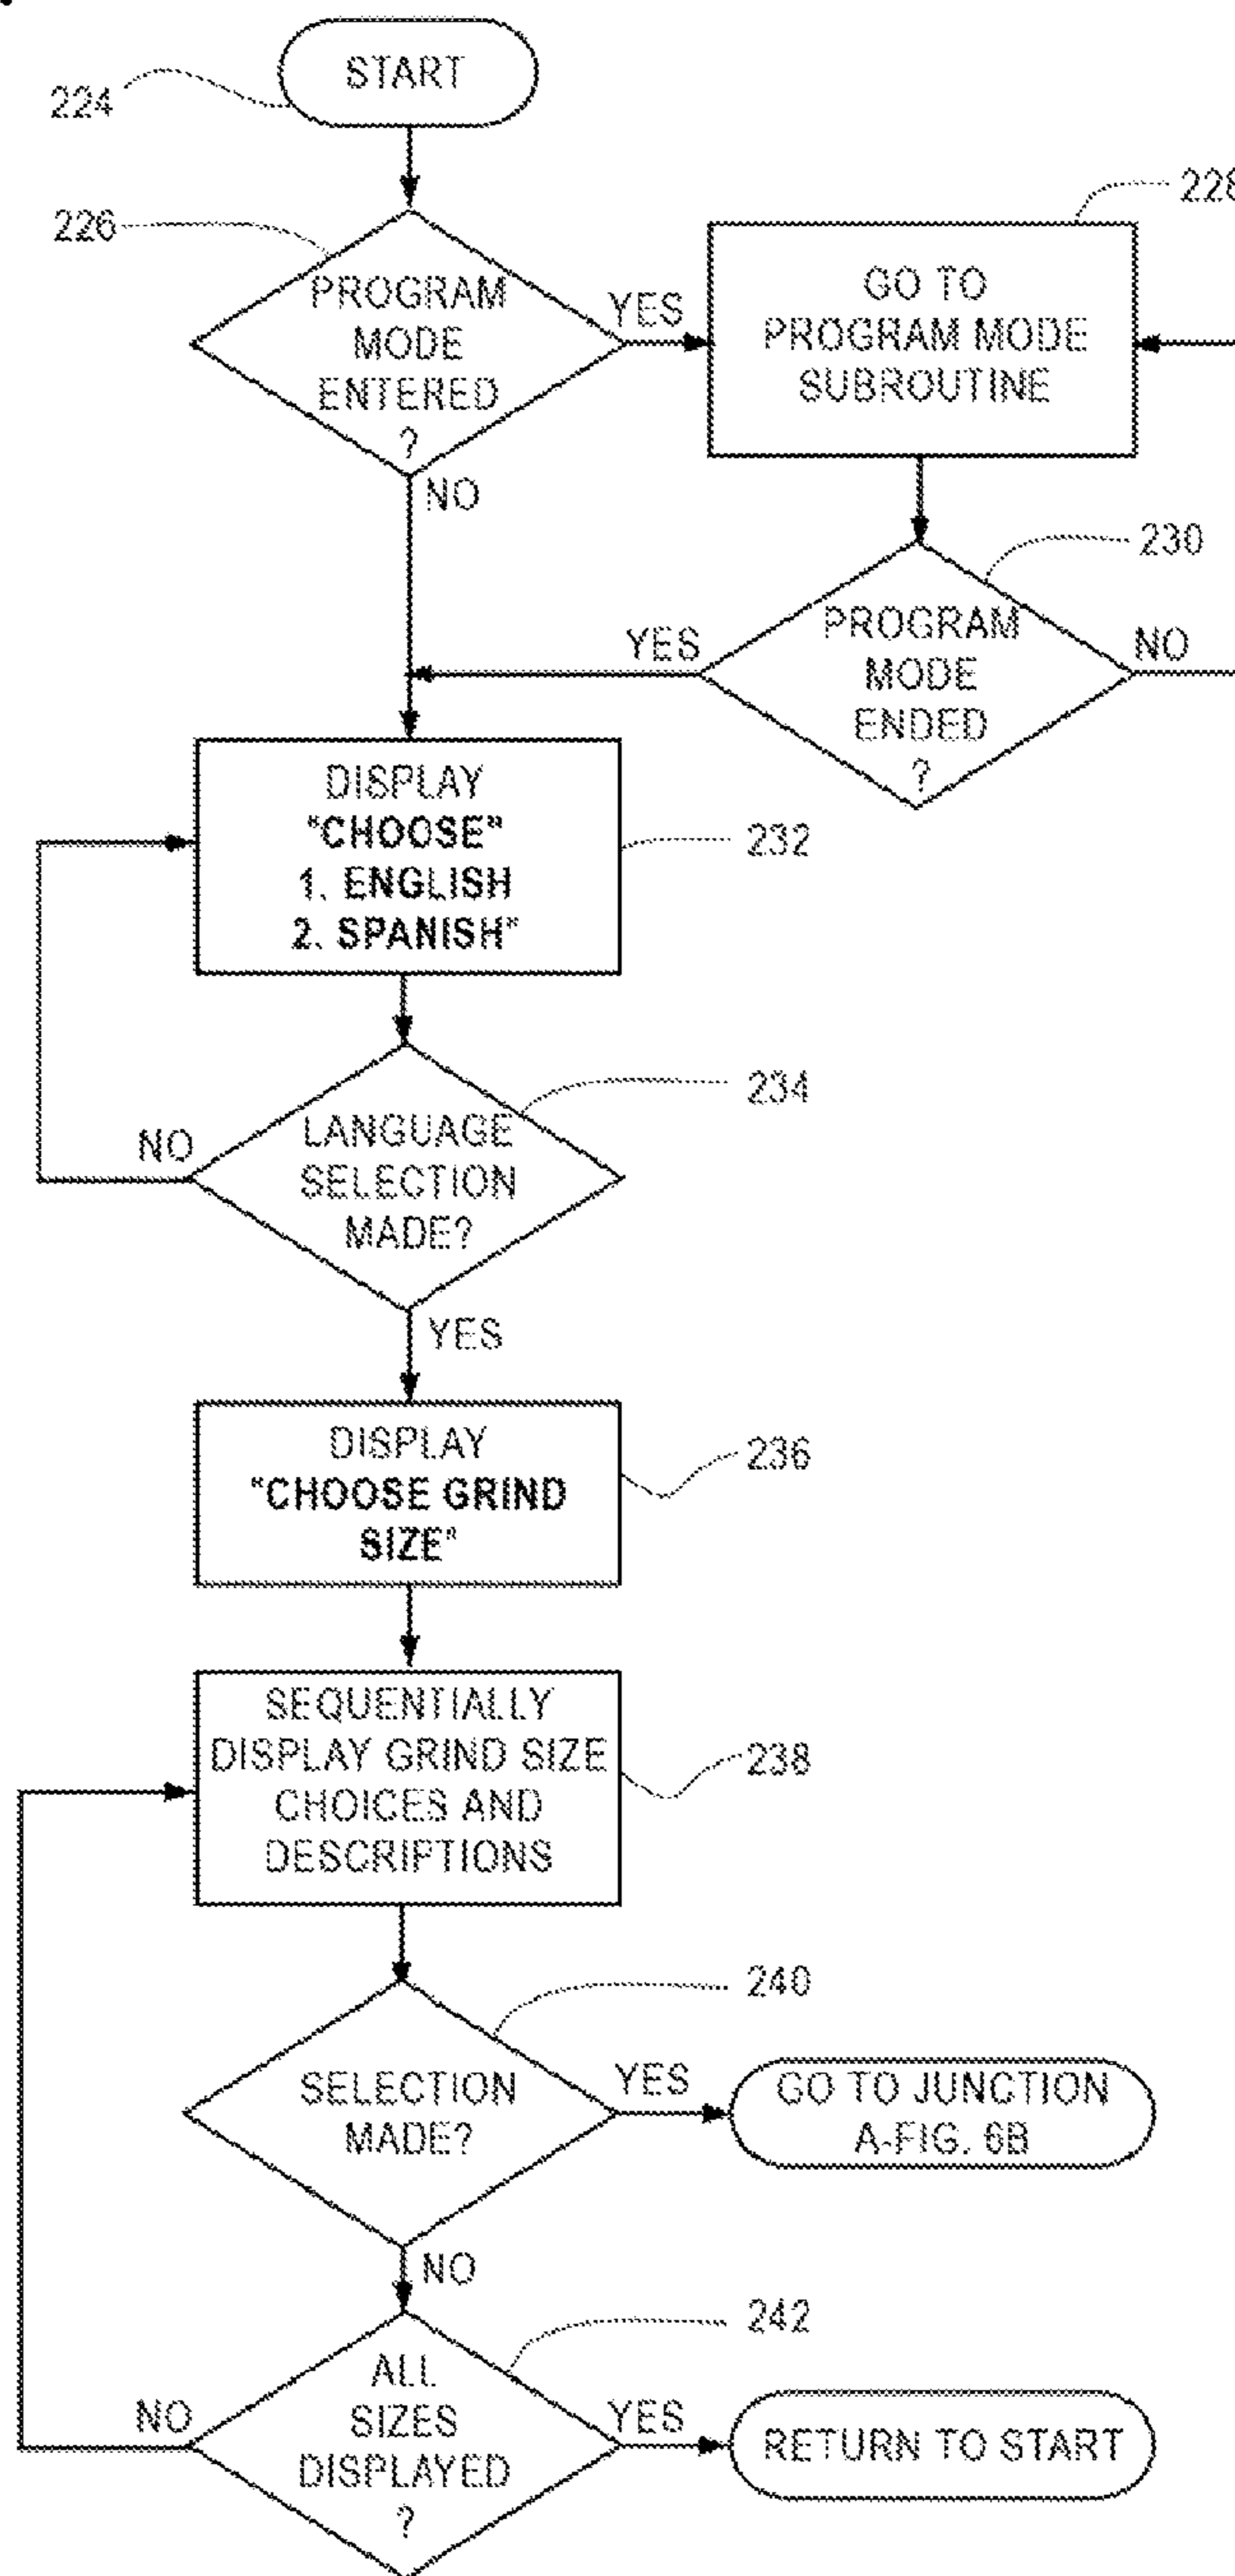 START
224
226
PROGRAM
MODE
ENTERED
?
YES
NO
228
GO TO
PROGRAM MODE
SUBROUTINE
230
PROGRAM
MODE
ENDED
?
YES
NO
DISPLAY
"CHOOSE"
1. ENGLISH
2. SPANISH"
232
234
LANGUAGE
SELECTION
MADE?
NO
YES
DISPLAY
"CHOOSE GRIND
SIZE"
236
SEQUENTIALLY
DISPLAY GRIND SIZE
CHOICES AND
DESCRIPTIONS
238
240
SELECTION
MADE?
YES
GO TO JUNCTION
A-FIG. 6B
NO
242
ALL
SIZES
DISPLAYED
?
NO
YES
RETURN TO START